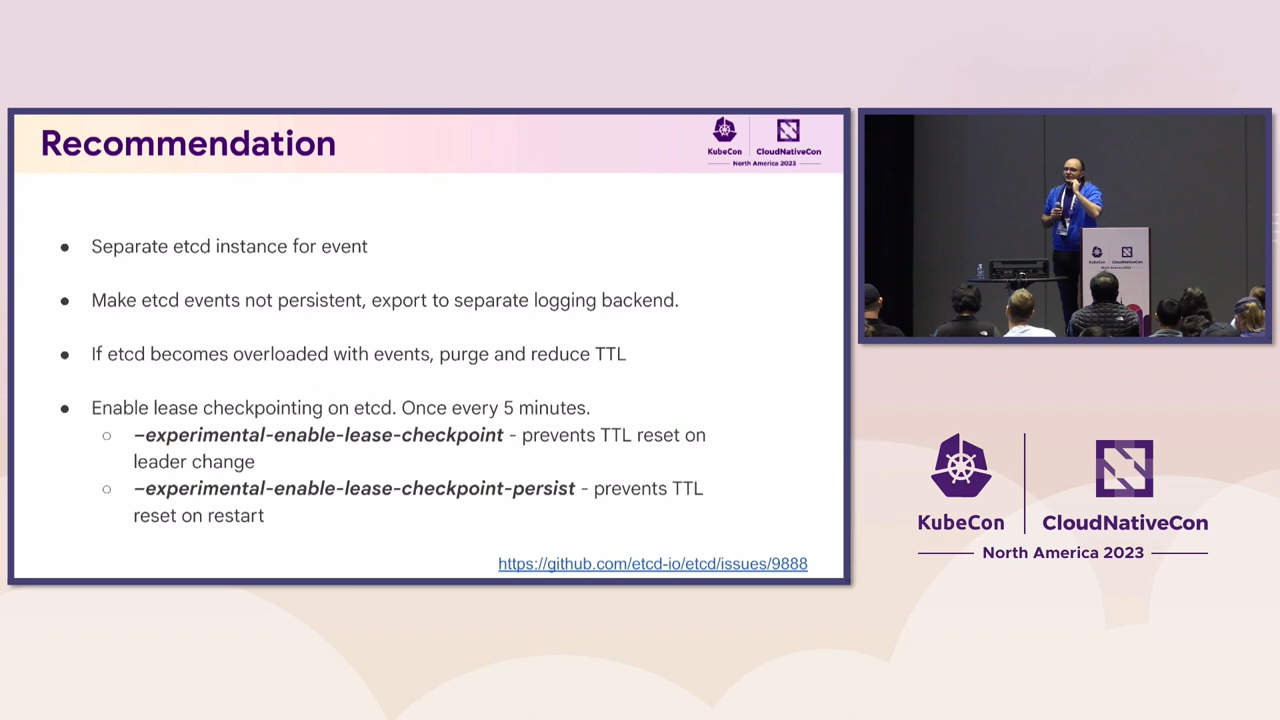 Recommendation
KubeCon
CloudNativeCon
North America 2023
● Separate etcd instance for event
● Make etcd events not persistent, export to separate logging backend.
● If etcd becomes overloaded with events, purge and reduce TTL
● Enable lease checkpointing on etcd. Once every 5 minutes.
○ –experimental-enable-lease-checkpoint - prevents TTL reset on
leader change
○ –experimental-enable-lease-checkpoint-persist - prevents TTL
reset on restart
https://github.com/etcd-io/etcd/issues/9888
KubeCon
CloudNativeCon
North America 2023